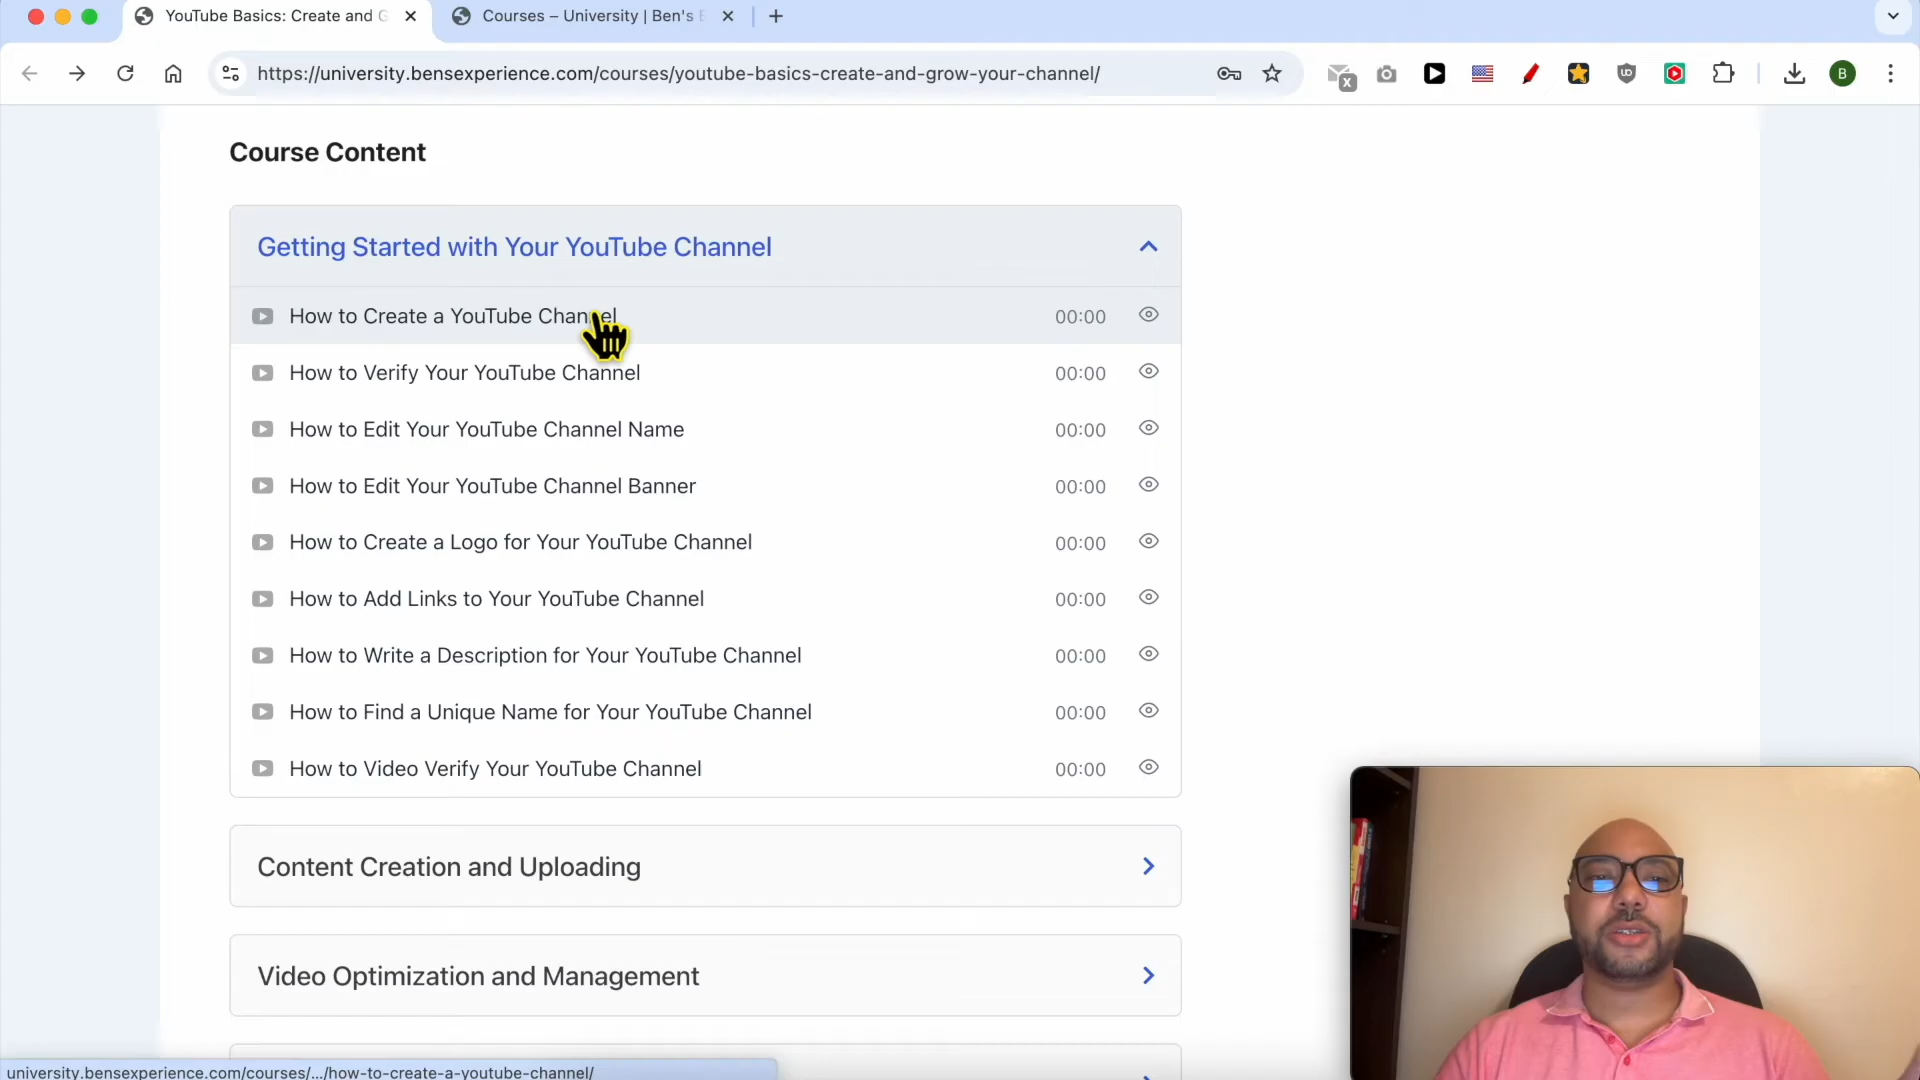 YouTube Basics: Create and G
Courses – University | Ben's E
https://university.bensexperience.com/courses/youtube-basics-create-and-grow-your-channel/
X
UD
B
Course Content
Getting Started with Your YouTube Channel
How to Create a YouTube Channel 00:00
How to Verify Your YouTube Channel 00:00
How to Edit Your YouTube Channel Name 00:00
How to Edit Your YouTube Channel Banner 00:00
How to Create a Logo for Your YouTube Channel 00:00
How to Add Links to Your YouTube Channel 00:00
How to Write a Description for Your YouTube Channel 00:00
How to Find a Unique Name for Your YouTube Channel 00:00
How to Video Verify Your YouTube Channel 00:00
Content Creation and Uploading
Video Optimization and Management
university.bensexperience.com/courses/.../how-to-create-a-youtube-channel/